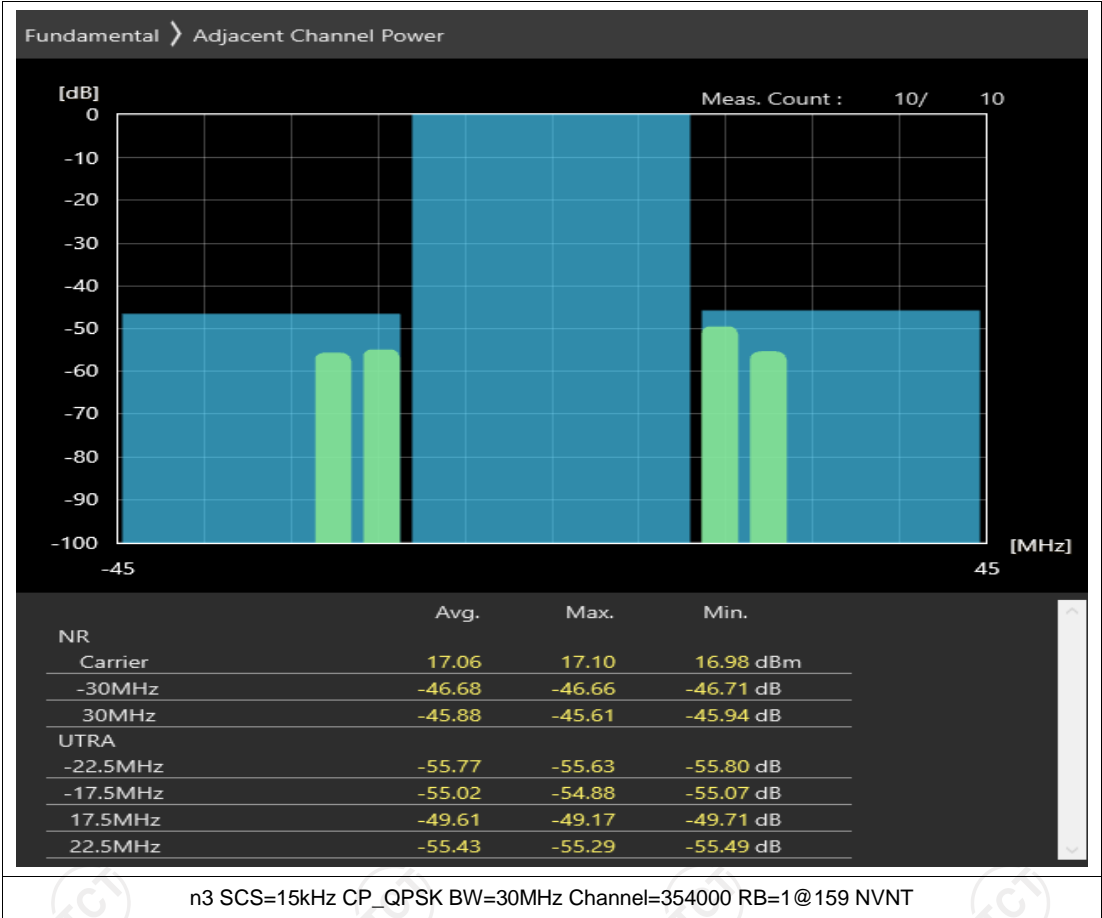 Fundamental ❯ Adjacent Channel Power
[dB]
Meas. Count : 10/ 10
0
-10
-20
-30
-40
-50
-60
-70
-80
-90
-100
[MHz]
-45 45
Avg. Max. Min.
NR
Carrier 17.06 17.10 16.98 dBm
-30MHz -46.68 -46.66 -46.71 dB
30MHz -45.88 -45.61 -45.94 dB
UTRA
-22.5MHz -55.77 -55.63 -55.80 dB
-17.5MHz -55.02 -54.88 -55.07 dB
17.5MHz -49.61 -49.17 -49.71 dB
22.5MHz -55.43 -55.29 -55.49 dB
n3 SCS=15kHz CP_QPSK BW=30MHz Channel=354000 RB=1@159 NVNT
TCT TCT TCT TCT